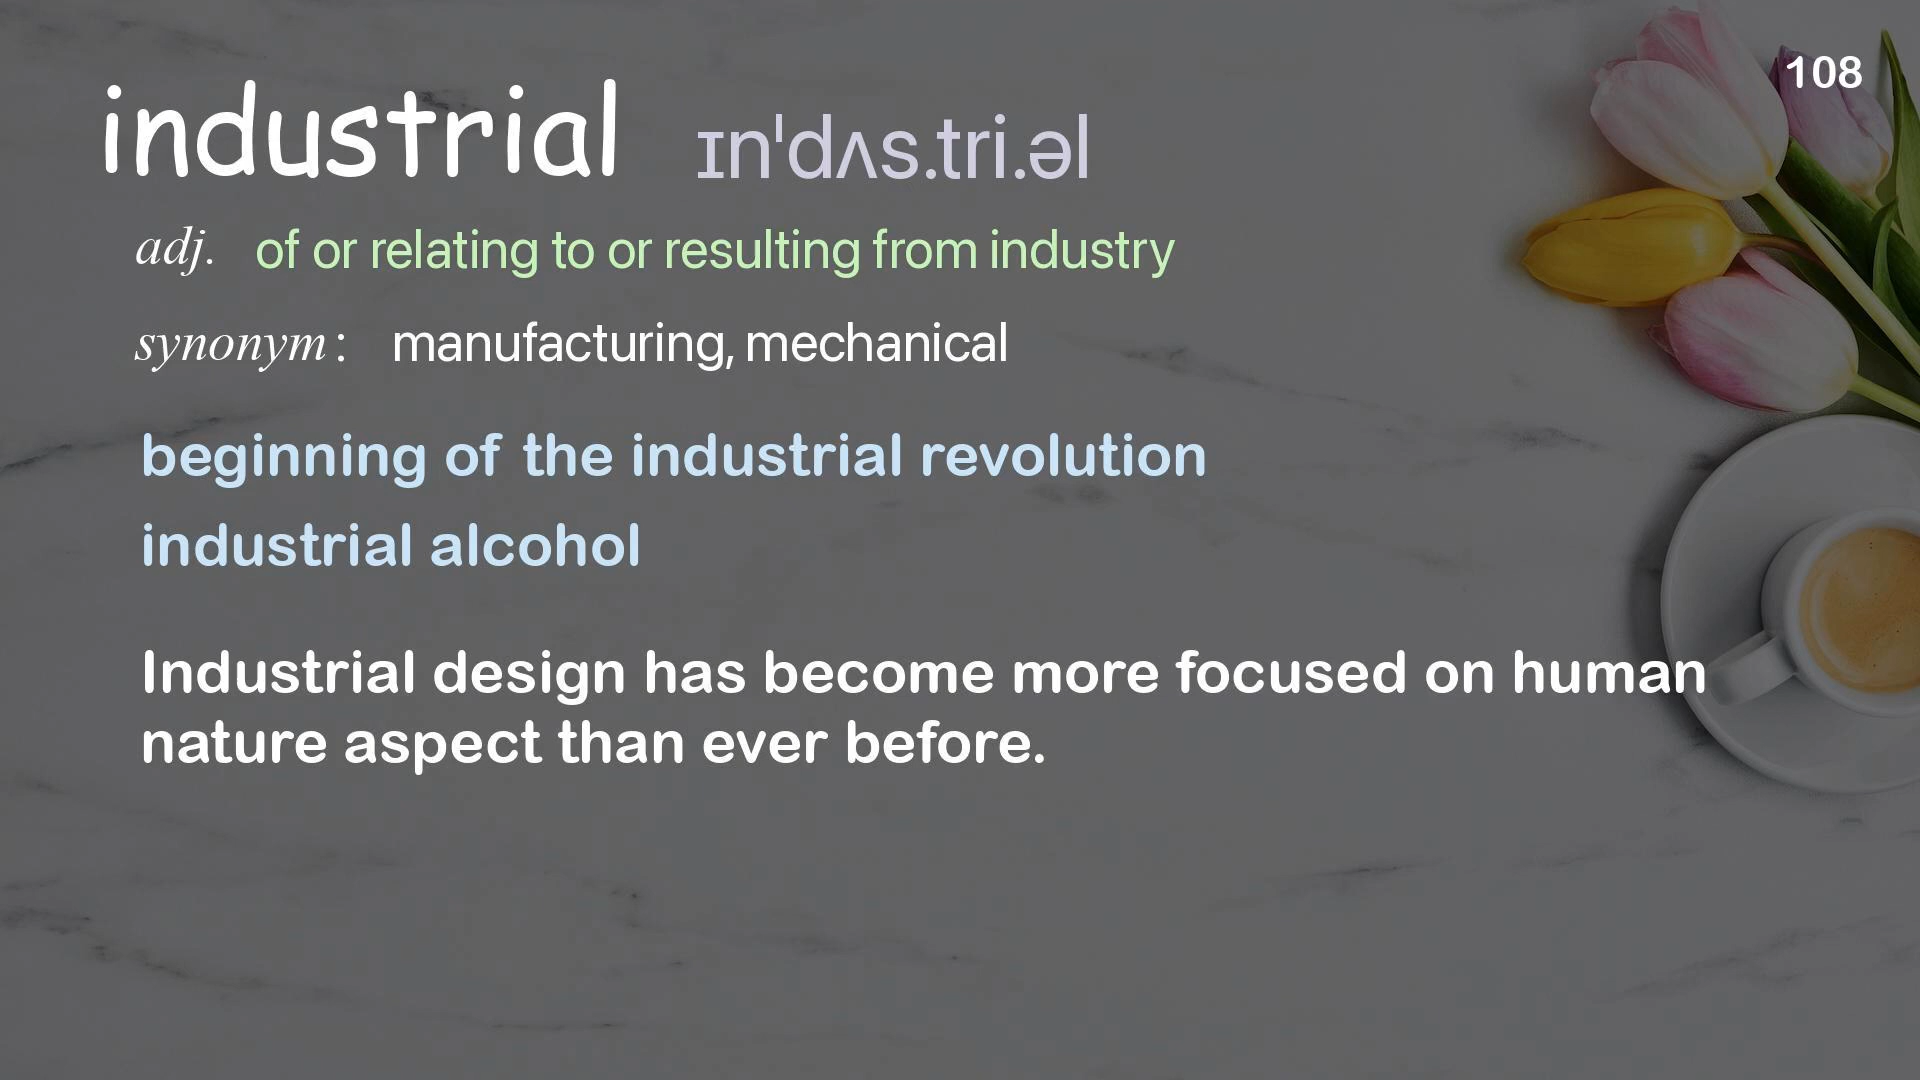 108
industrial ɪnˈdʌs.tri.əl
adj. of or relating to or resulting from industry
synonym : manufacturing, mechanical
beginning of the industrial revolution
industrial alcohol
Industrial design has become more focused on human
nature aspect than ever before.